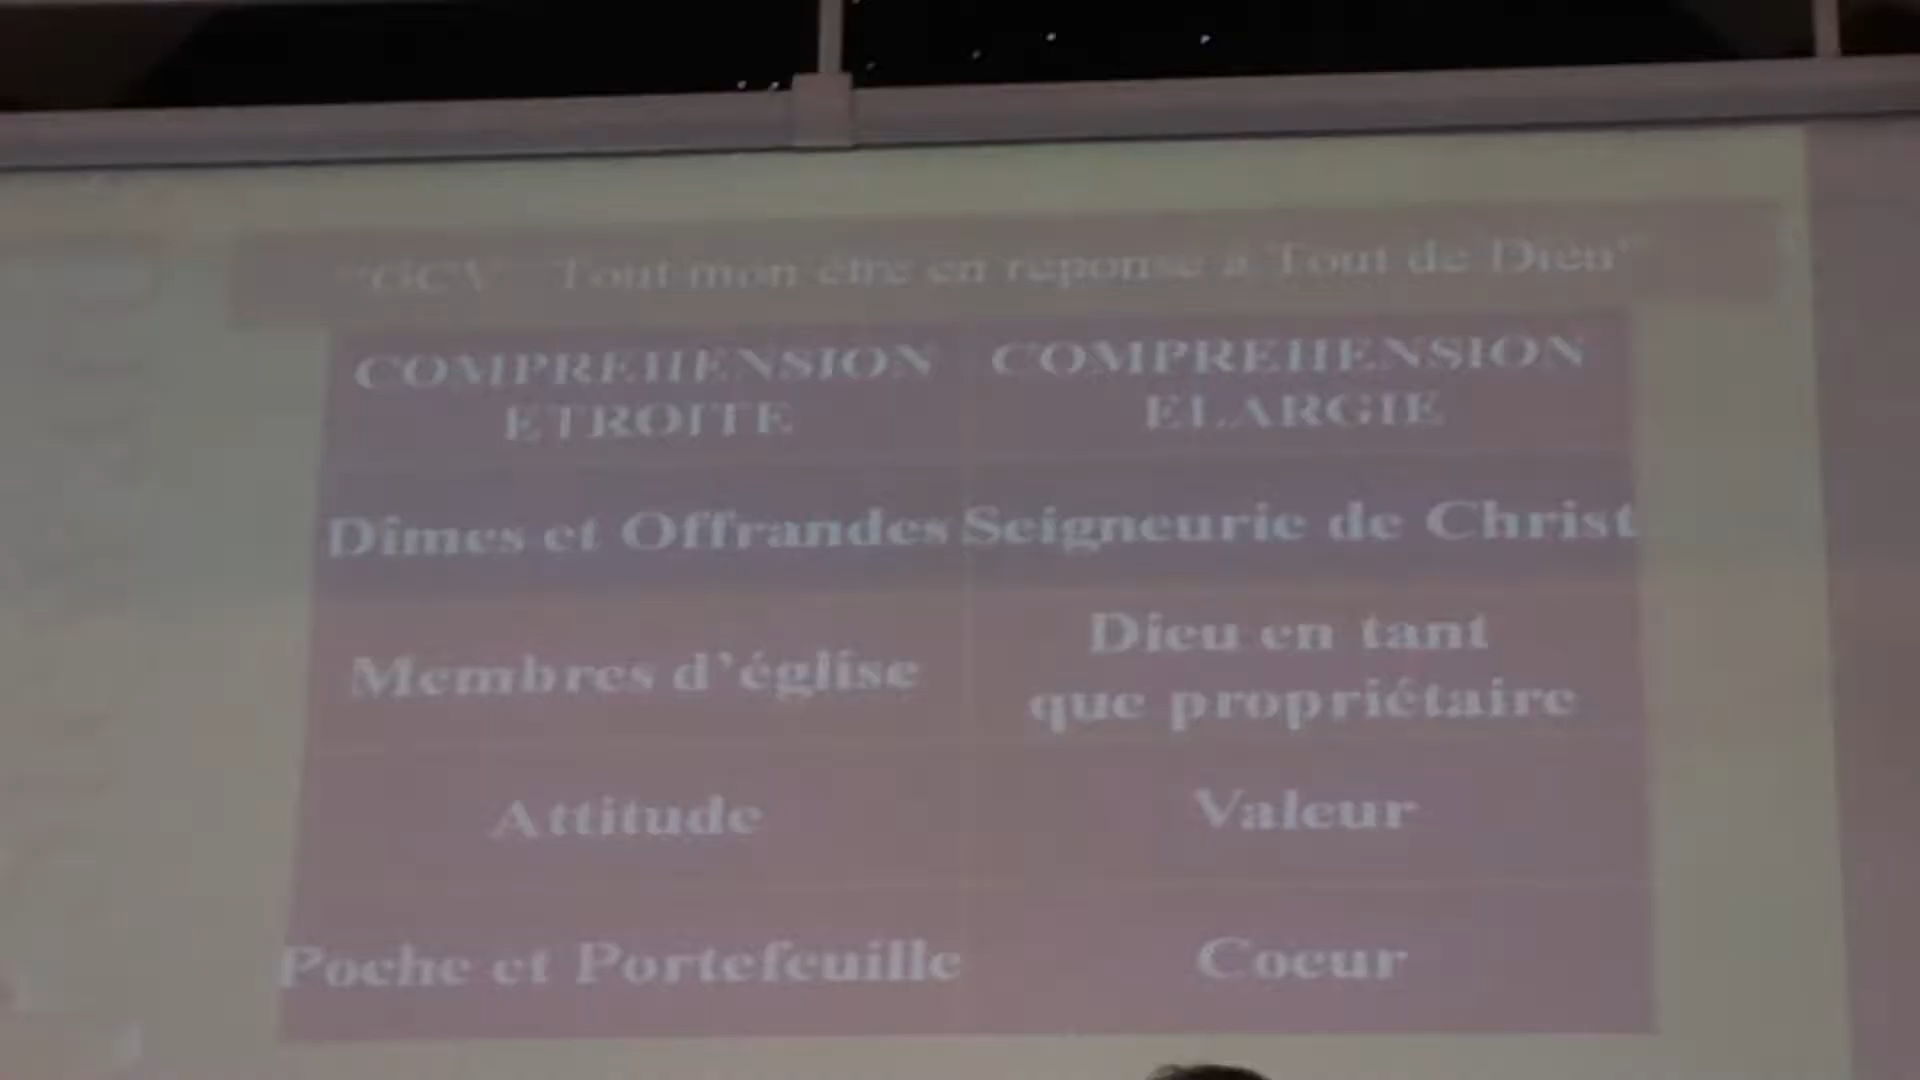 "GCV Tout mon être en réponse à Tout de Dieu"
COMPREHENSION COMPREHENSION
ETROITE ELARGIE
Dîmes et Offrandes Seigneurie de Christ
Membres d'église Dieu en tant
que propriétaire
Attitude Valeur
Poche et Portefeuille Coeur